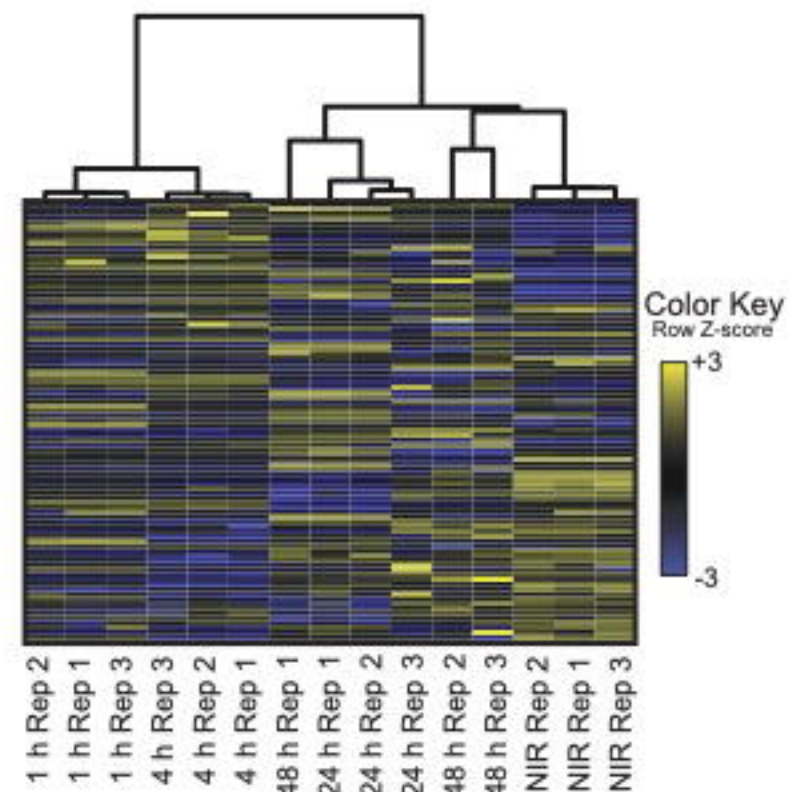 Color Key
Row Z-score
+3
-3
1 h Rep 2
1 h Rep 1
1 h Rep 3
4 h Rep 3
4 h Rep 2
4 h Rep 1
48 h Rep 1
24 h Rep 1
24 h Rep 2
24 h Rep 3
48 h Rep 2
48 h Rep 3
NIR Rep 2
NIR Rep 1
NIR Rep 3